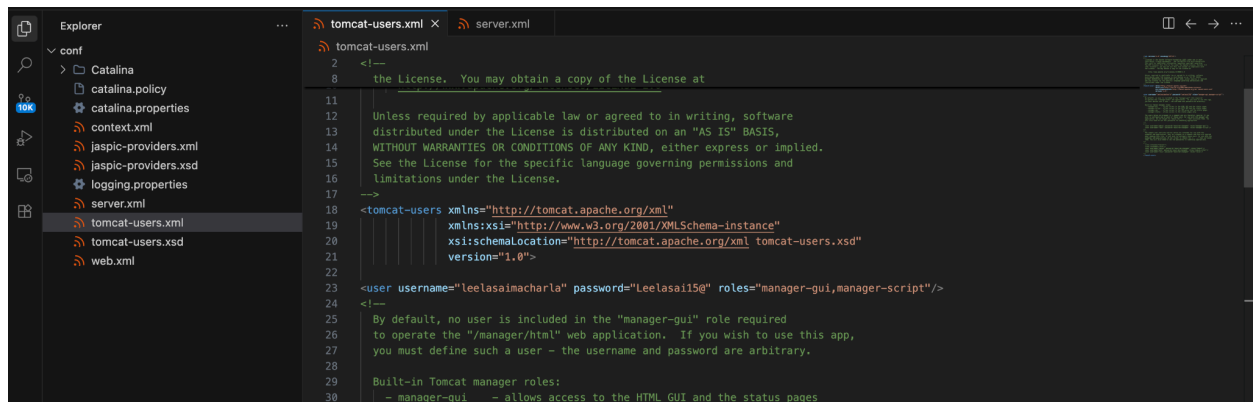 Explorer
...
conf
Catalina
catalina.policy
catalina.properties
context.xml
jaspic-providers.xml
jaspic-providers.xsd
logging.properties
server.xml
tomcat-users.xml
tomcat-users.xsd
web.xml
10K
tomcat-users.xml ×
server.xml
tomcat-users.xml
2 <!--
8 the License. You may obtain a copy of the License at
11
12 Unless required by applicable law or agreed to in writing, software
13 distributed under the License is distributed on an "AS IS" BASIS,
14 WITHOUT WARRANTIES OR CONDITIONS OF ANY KIND, either express or implied.
15 See the License for the specific language governing permissions and
16 limitations under the License.
17 -->
18 <tomcat-users xmlns="http://tomcat.apache.org/xml"
19 xmlns:xsi="http://www.w3.org/2001/XMLSchema-instance"
20 xsi:schemaLocation="http://tomcat.apache.org/xml tomcat-users.xsd"
21 version="1.0">
22
23 <user username="leelasaimacharla" password="Leelasai15@" roles="manager-gui,manager-script"/>
24 <!--
25 By default, no user is included in the "manager-gui" role required
26 to operate the "/manager/html" web application. If you wish to use this app,
27 you must define such a user - the username and password are arbitrary.
28
29 Built-in Tomcat manager roles:
30 - manager-gui - allows access to the HTML GUI and the status pages